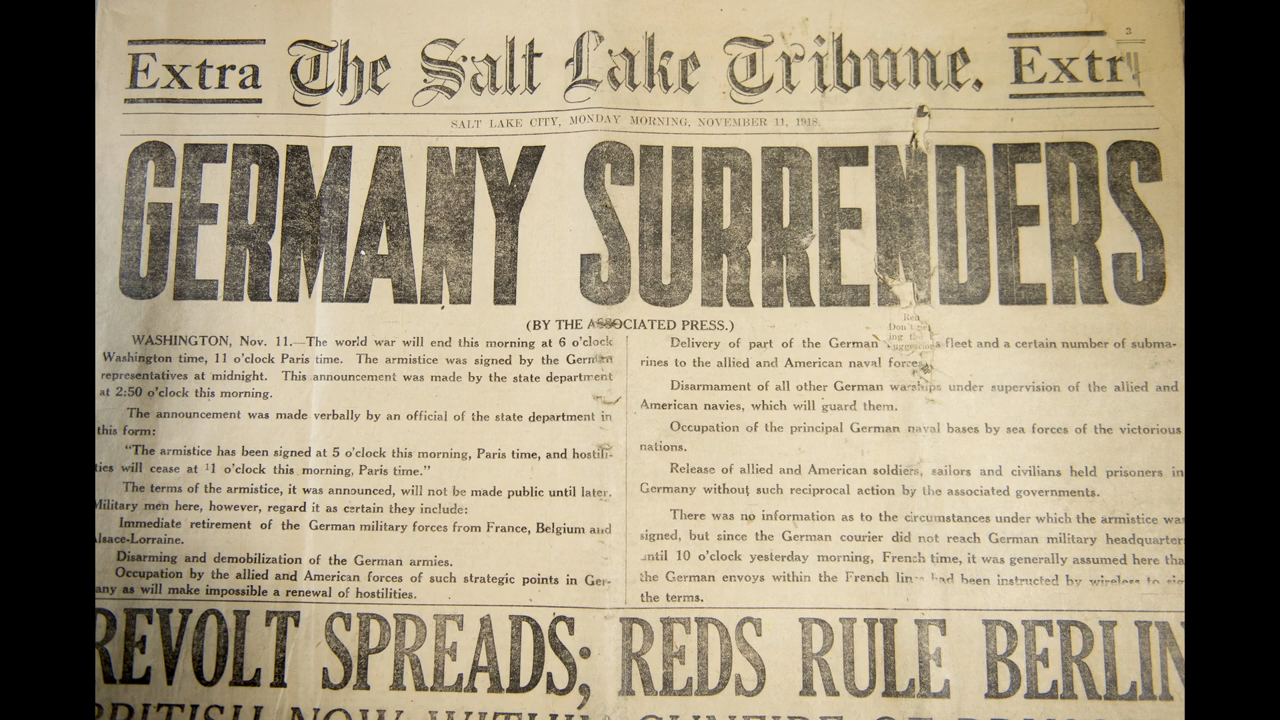 3
Extra The Salt Lake Tribune. Extr
SALT LAKE CITY, MONDAY MORNING, NOVEMBER 11, 1918.
GERMANY SURRENDERS
(BY THE ASSOCIATED PRESS.)
WASHINGTON, Nov. 11.—The world war will end this morning at 6 o'clock
Washington time, 11 o'clock Paris time. The armistice was signed by the German
representatives at midnight. This announcement was made by the state department
at 2:50 o'clock this morning.
The announcement was made verbally by an official of the state department in
this form:
"The armistice has been signed at 5 o'clock this morning, Paris time, and hostili-
ties will cease at 11 o'clock this morning, Paris time."
The terms of the armistice, it was announced, will not be made public until later.
Military men here, however, regard it as certain they include:
Immediate retirement of the German military forces from France, Belgium and
Alsace-Lorraine.
Disarming and demobilization of the German armies.
Occupation by the allied and American forces of such strategic points in Ger-
any as will make impossible a renewal of hostilities.
Delivery of part of the German fleet and a certain number of subma-
rines to the allied and American naval forces.
Disarmament of all other German warships under supervision of the allied and
American navies, which will guard them.
Occupation of the principal German naval bases by sea forces of the victorious
nations.
Release of allied and American soldiers, sailors and civilians held prisoners in
Germany without such reciprocal action by the associated governments.
There was no information as to the circumstances under which the armistice was
signed, but since the German courier did not reach German military headquarters
until 10 o'clock yesterday morning, French time, it was generally assumed here tha
the German envoys within the French lines had been instructed by wireless to sig
the terms.
REVOLT SPREADS; REDS RULE BERLIN
BRITISH NOW WITHIN GUNFIRE OF